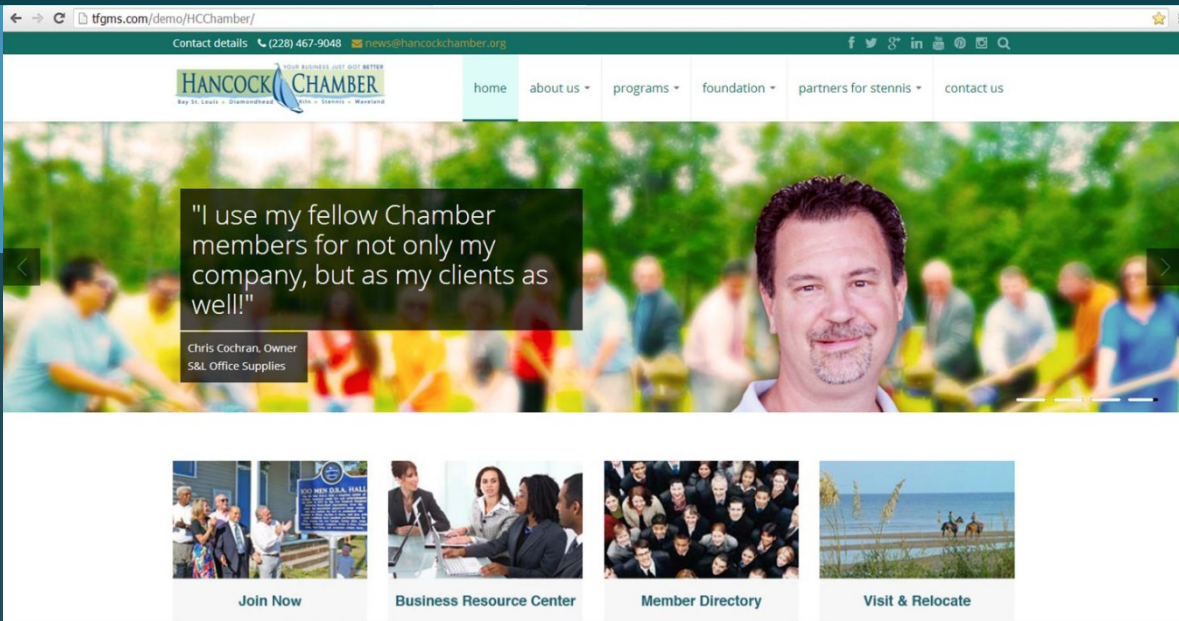 tfgms.com/demo/HCChamber/
Contact details (228) 467-9048 news@hancockchamber.org
YOUR BUSINESS JUST GOT BETTER
HANCOCK CHAMBER
Bay St. Louis • Diamondhead Kiln • Stennis • Waveland
home about us programs foundation partners for stennis contact us
"I use my fellow Chamber
members for not only my
company, but as my clients as
well!"
Chris Cochran, Owner
S&L Office Supplies
100 MEN D.B.A. HALL
Join Now Business Resource Center Member Directory Visit & Relocate